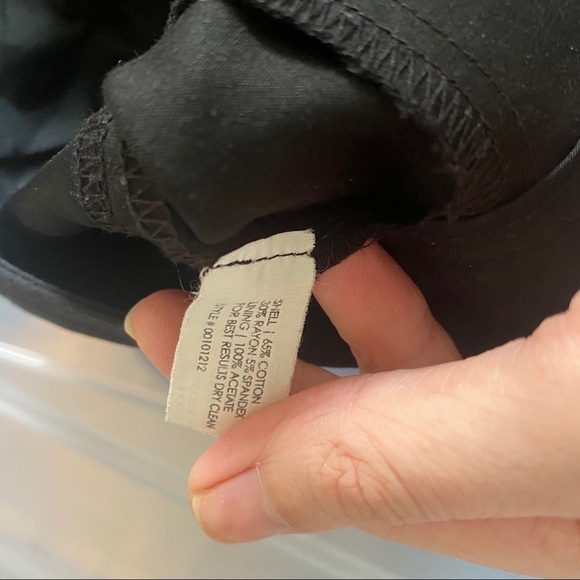 SHELL | 65% COTTON
30% RAYON 5% SPANDEX
LINING | 100% ACETATE
FOR BEST RESULTS DRY CLEAN
STYLE # 00101212